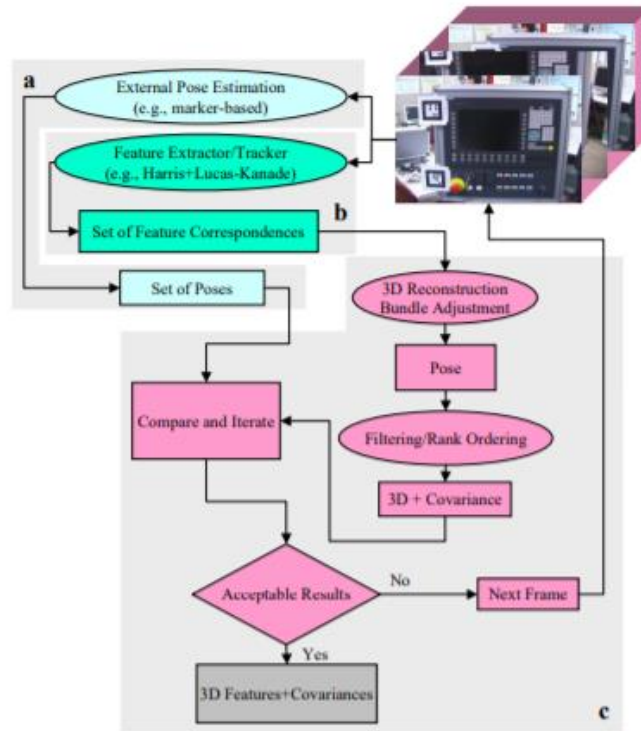 a
External Pose Estimation
(e.g., marker-based)
Feature Extractor/Tracker
(e.g., Harris+Lucas-Kanade)
Set of Feature Correspondences
b
Set of Poses
3D Reconstruction
Bundle Adjustment
Pose
Compare and Iterate
Filtering/Rank Ordering
3D + Covariance
Acceptable Results
No
Next Frame
Yes
3D Features+Covariances
c